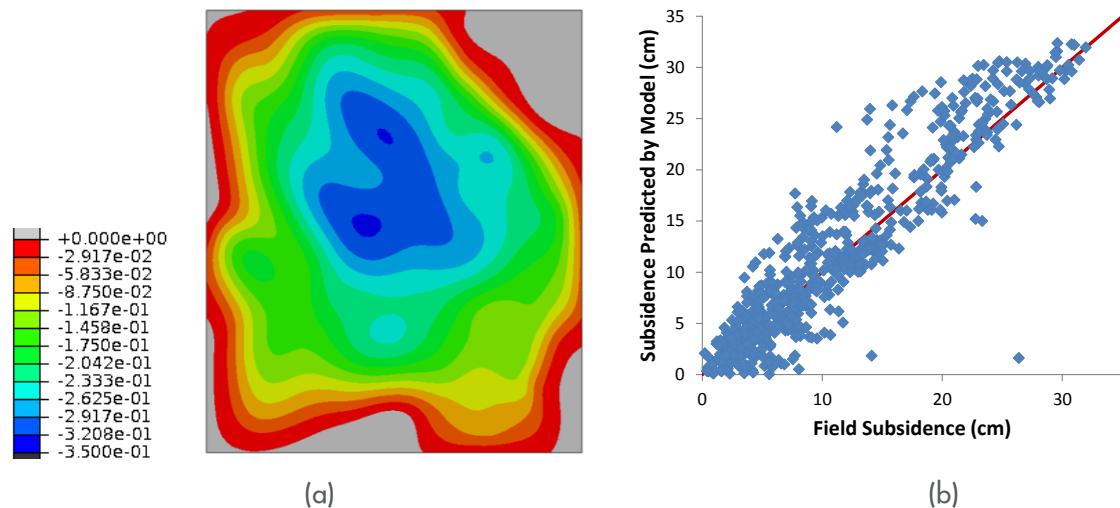 +0.000e+00
-2.917e-02
-5.833e-02
-8.750e-02
-1.167e-01
-1.458e-01
-1.750e-01
-2.042e-01
-2.333e-01
-2.625e-01
-2.917e-01
-3.208e-01
-3.500e-01
(a)
Subsidence Predicted by Model (cm)
35
30
25
20
15
10
5
0
0 10 20 30
Field Subsidence (cm)
(b)